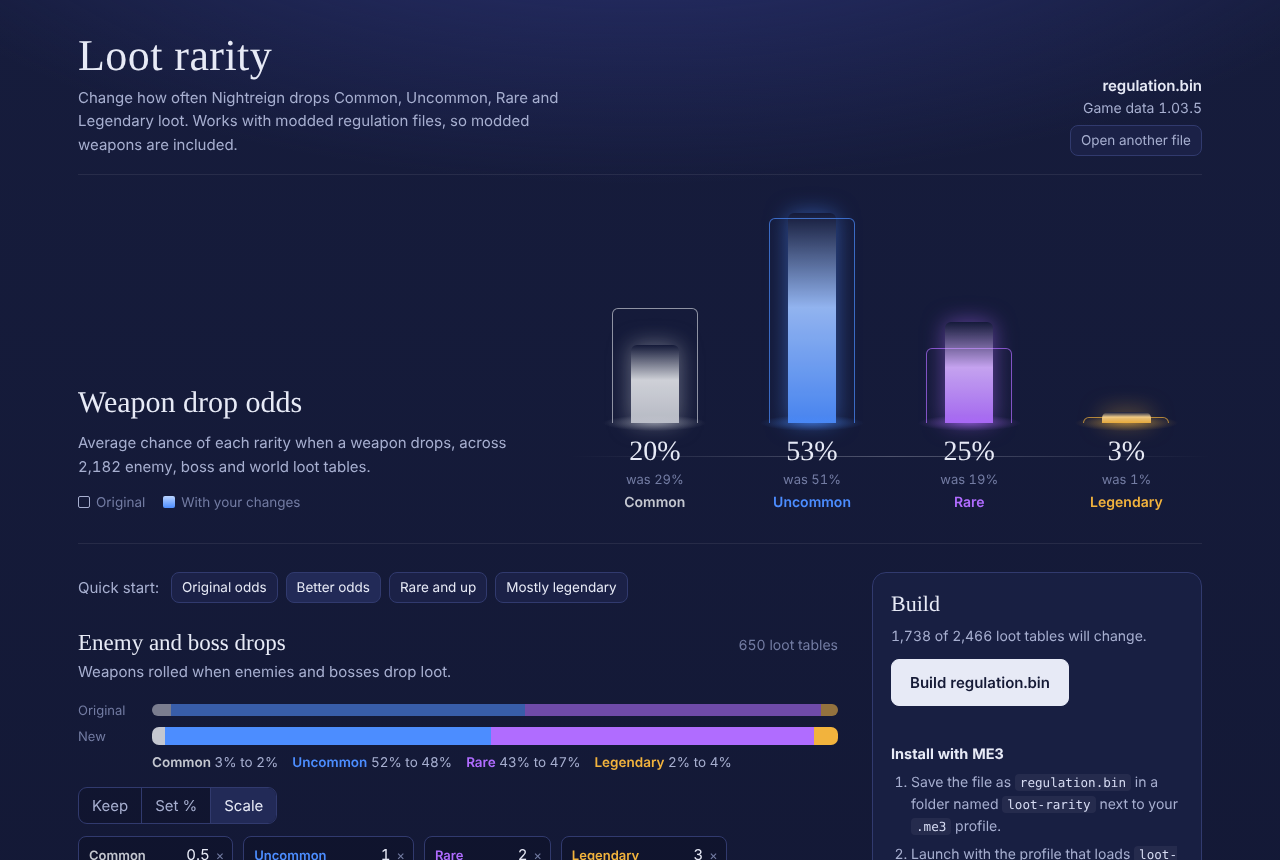 Loot rarity
Change how often Nightreign drops Common, Uncommon, Rare and
Legendary loot. Works with modded regulation files, so modded
weapons are included.
regulation.bin
Game data 1.03.5
Open another file
Weapon drop odds
Average chance of each rarity when a weapon drops, across
2,182 enemy, boss and world loot tables.
Original With your changes
20% 53% 25% 3%
was 29% was 51% was 19% was 1%
Common Uncommon Rare Legendary
Quick start: Original odds Better odds Rare and up Mostly legendary
Enemy and boss drops 650 loot tables
Weapons rolled when enemies and bosses drop loot.
Original
New
Common 3% to 2% Uncommon 52% to 48% Rare 43% to 47% Legendary 2% to 4%
Keep Set % Scale
Common 0.5 × Uncommon 1 × Rare 2 × Legendary 3 ×
Build
1,738 of 2,466 loot tables will change.
Build regulation.bin
Install with ME3
1. Save the file as regulation.bin in a
folder named loot-rarity next to your
.me3 profile.
2. Launch with the profile that loads loot-